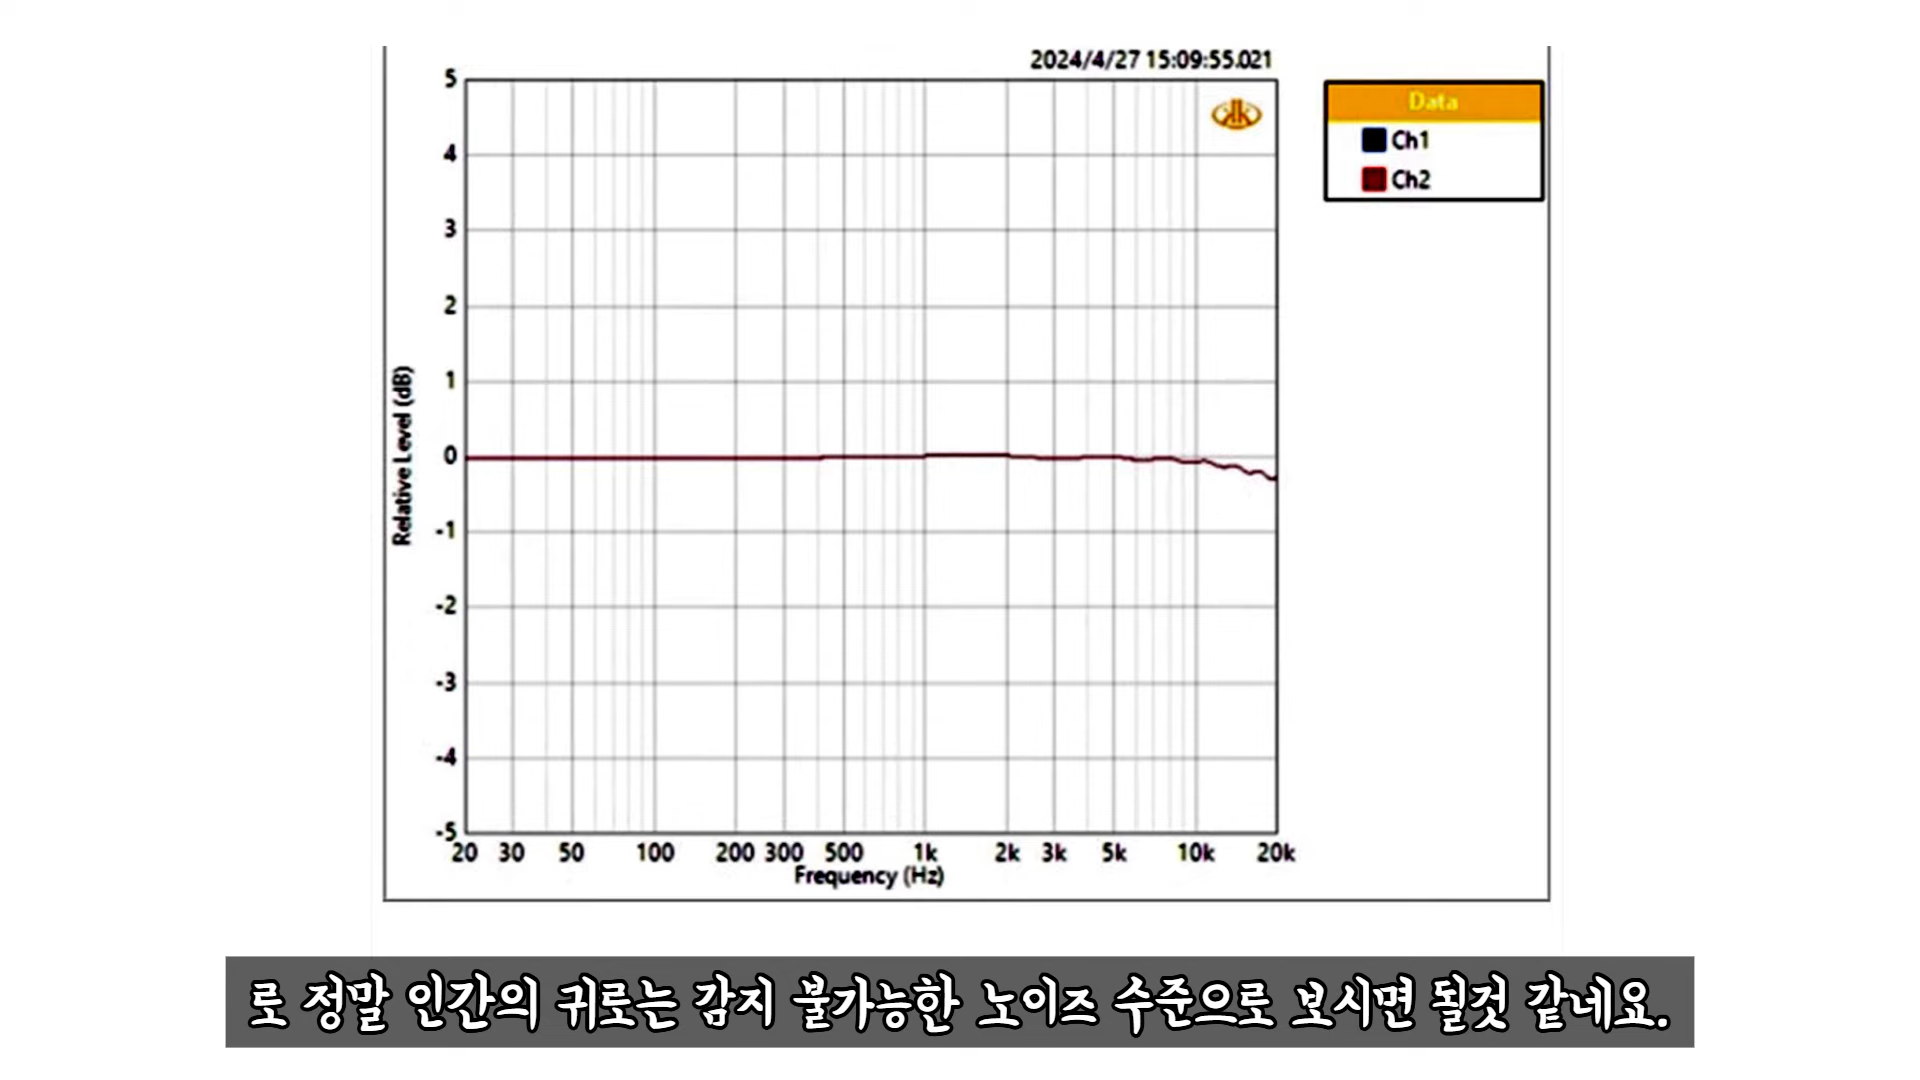 2024/4/27 15:09:55.021
Data
Ch1
Ch2
5
4
3
2
1
0
-1
-2
-3
-4
-5
Relative Level (dB)
20 30 50 100 200 300 500 1k 2k 3k 5k 10k 20k
Frequency (Hz)
로 정말 인간의 귀로는 감지 불가능한 노이즈 수준으로 보시면 될것 같네요.